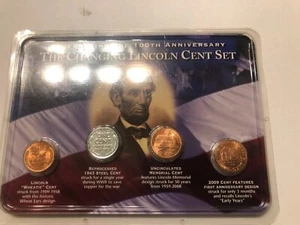 100TH ANNIVERSARY
THE CHANGING LINCOLN CENT SET
LINCOLN
"WHEATIE" CENT
struck from 1909-1958
with the famous
Wheat Ears design
REPROCESSED
1943 STEEL CENT
struck for a single year
during WWII to save
copper for the war
UNCIRCULATED
MEMORIAL CENT
features Lincoln Memorial
design struck for 50 years
from 1959-2008
2009 CENT FEATURES
FIRST ANNIVERSARY DESIGN
struck for only 3 months
and recalls Lincoln's
"Early Years"